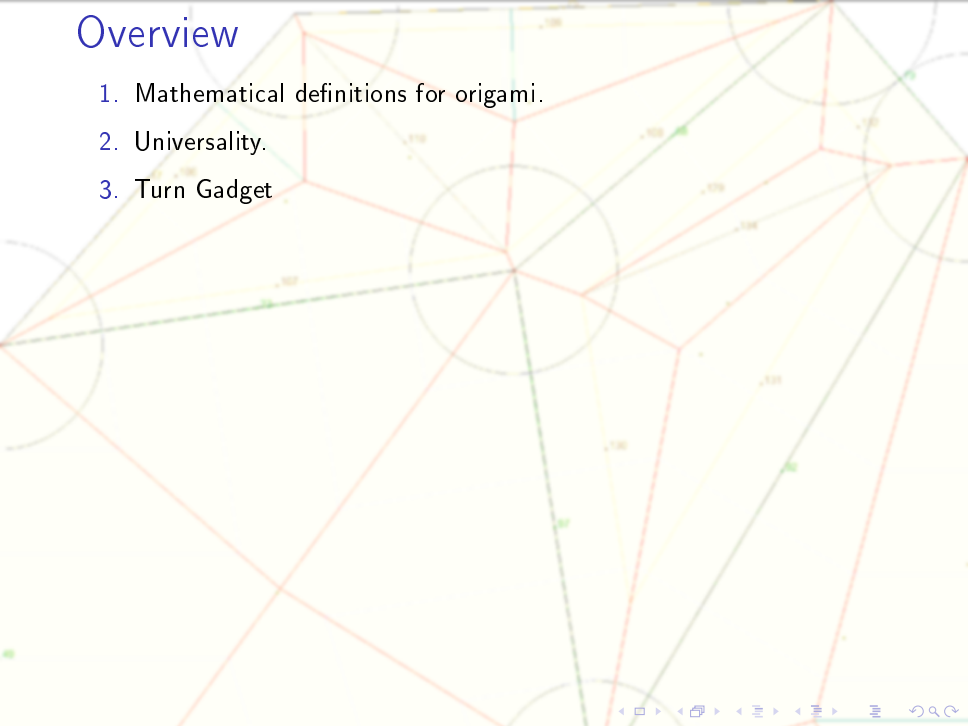 Overview
1. Mathematical definitions for origami.
2. Universality.
3. Turn Gadget